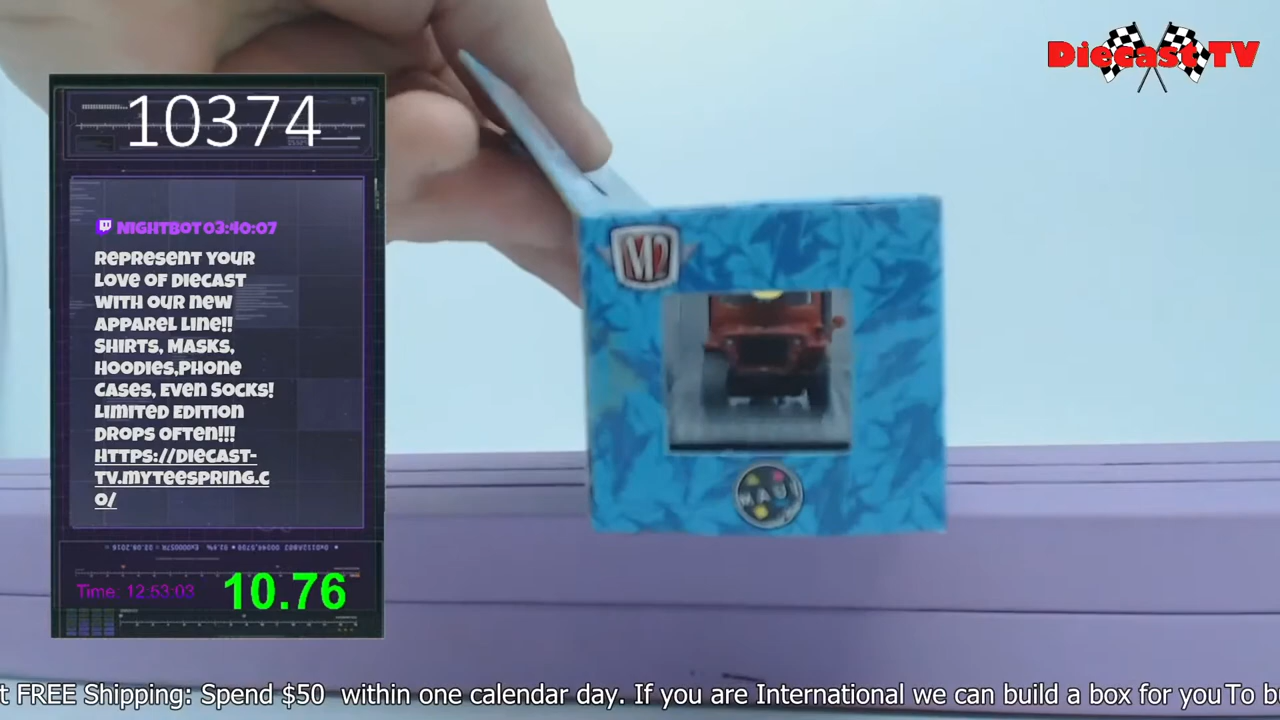 Diecast TV
10374
NIGHTBOT 03:40:07
Represent your
love of diecast
with our new
apparel line!!
Shirts, Masks,
Hoodies,Phone
cases, Even Socks!
Limited Edition
drops often!!!
https://diecast-
tv.myteespring.c
o/
Time: 12:53:03
10.76
M2
MAUI
t FREE Shipping: Spend $50 within one calendar day. If you are International we can build a box for you To b